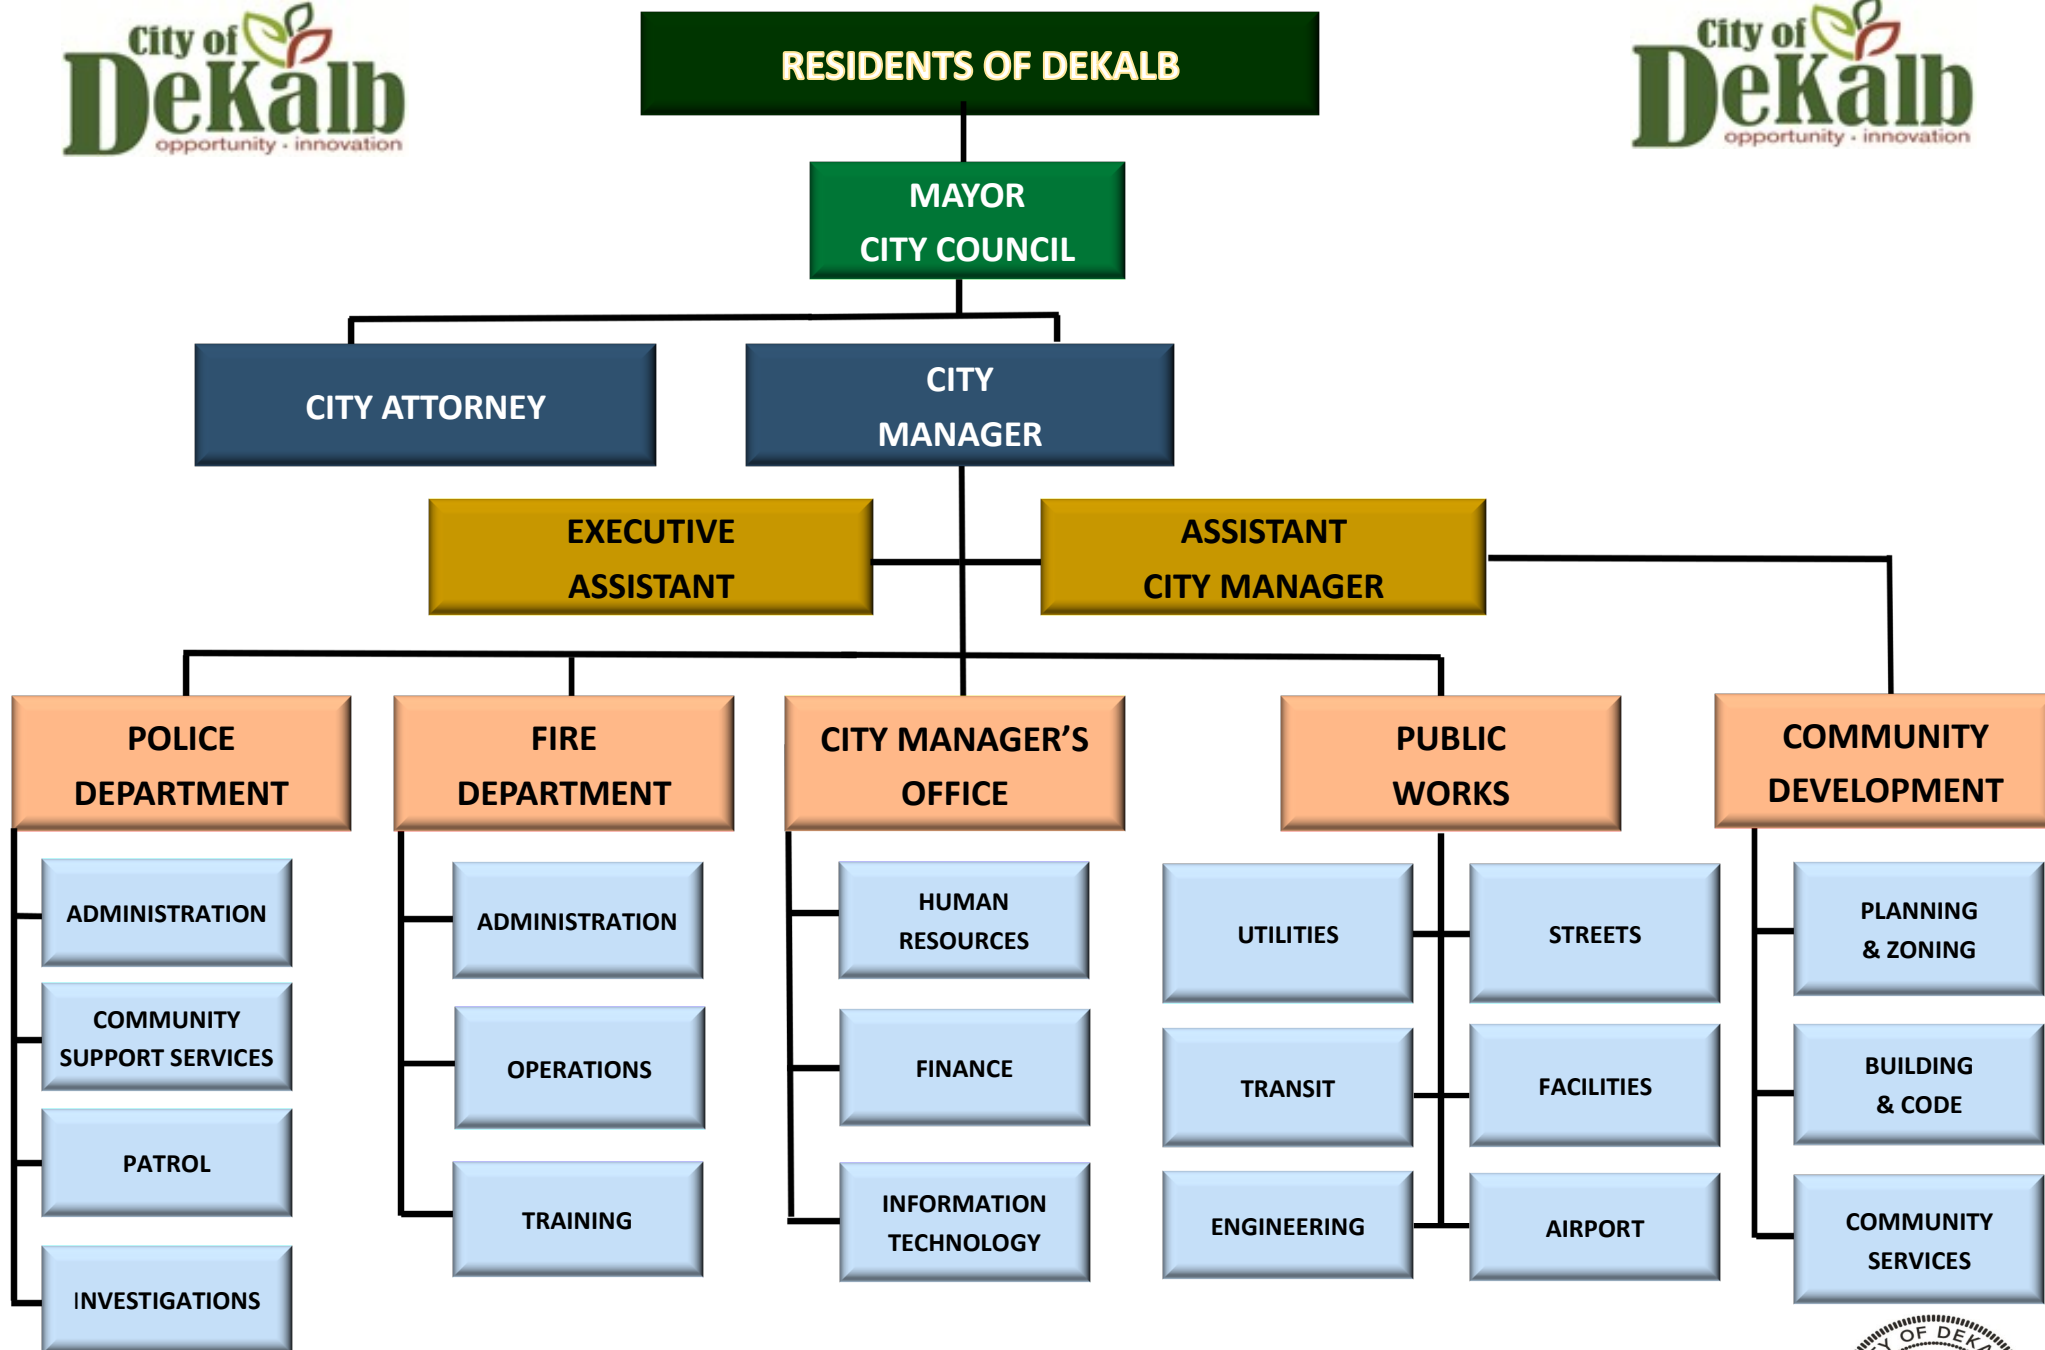 City of
DeKalb
opportunity - innovation
City of
DeKalb
opportunity - innovation
RESIDENTS OF DEKALB
MAYOR
CITY COUNCIL
CITY ATTORNEY
CITY
MANAGER
EXECUTIVE
ASSISTANT
ASSISTANT
CITY MANAGER
POLICE
DEPARTMENT
ADMINISTRATION
COMMUNITY
SUPPORT SERVICES
PATROL
INVESTIGATIONS
FIRE
DEPARTMENT
ADMINISTRATION
OPERATIONS
TRAINING
CITY MANAGER’S
OFFICE
HUMAN
RESOURCES
FINANCE
INFORMATION
TECHNOLOGY
PUBLIC
WORKS
UTILITIES
STREETS
TRANSIT
FACILITIES
ENGINEERING
AIRPORT
COMMUNITY
DEVELOPMENT
PLANNING
& ZONING
BUILDING
& CODE
COMMUNITY
SERVICES
OF